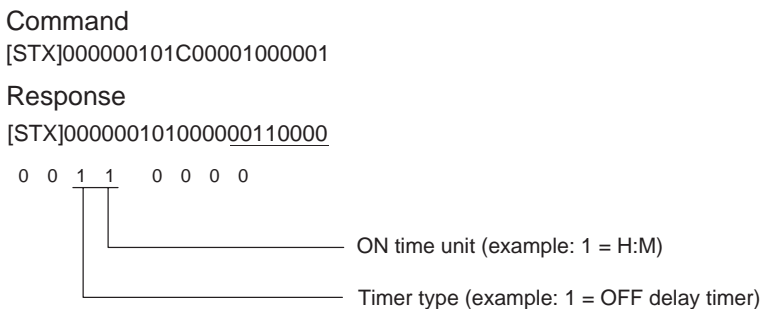 Command
[STX]000000101C00001000001
Response
[STX]0000000101000000110000
0 0 1 1 0 0 0 0
ON time unit (example: 1 = H:M)
Timer type (example: 1 = OFF delay timer)